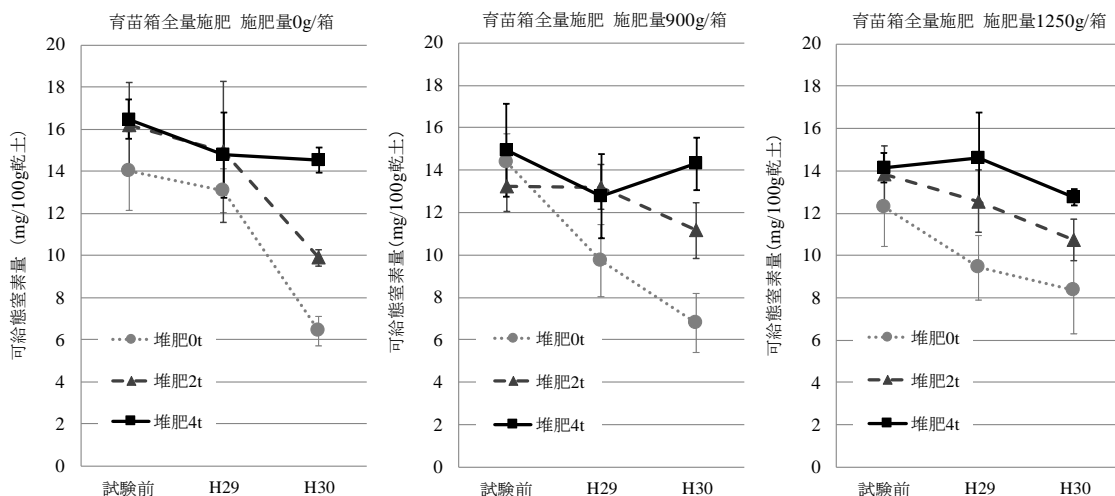 育苗箱全量施肥 施肥量0g/箱
可給態窒素量 (mg/100g乾土)
20
18
16
14
12
10
8
6
4
2
0
堆肥0t
堆肥2t
堆肥4t
試験前 H29 H30
育苗箱全量施肥 施肥量900g/箱
可給態窒素量(mg/100g乾土)
20
18
16
14
12
10
8
6
4
2
0
堆肥0t
堆肥2t
堆肥4t
試験前 H29 H30
育苗箱全量施肥 施肥量1250g/箱
可給態窒素量(mg/100g乾土)
20
18
16
14
12
10
8
6
4
2
0
堆肥0t
堆肥2t
堆肥4t
試験前 H29 H30